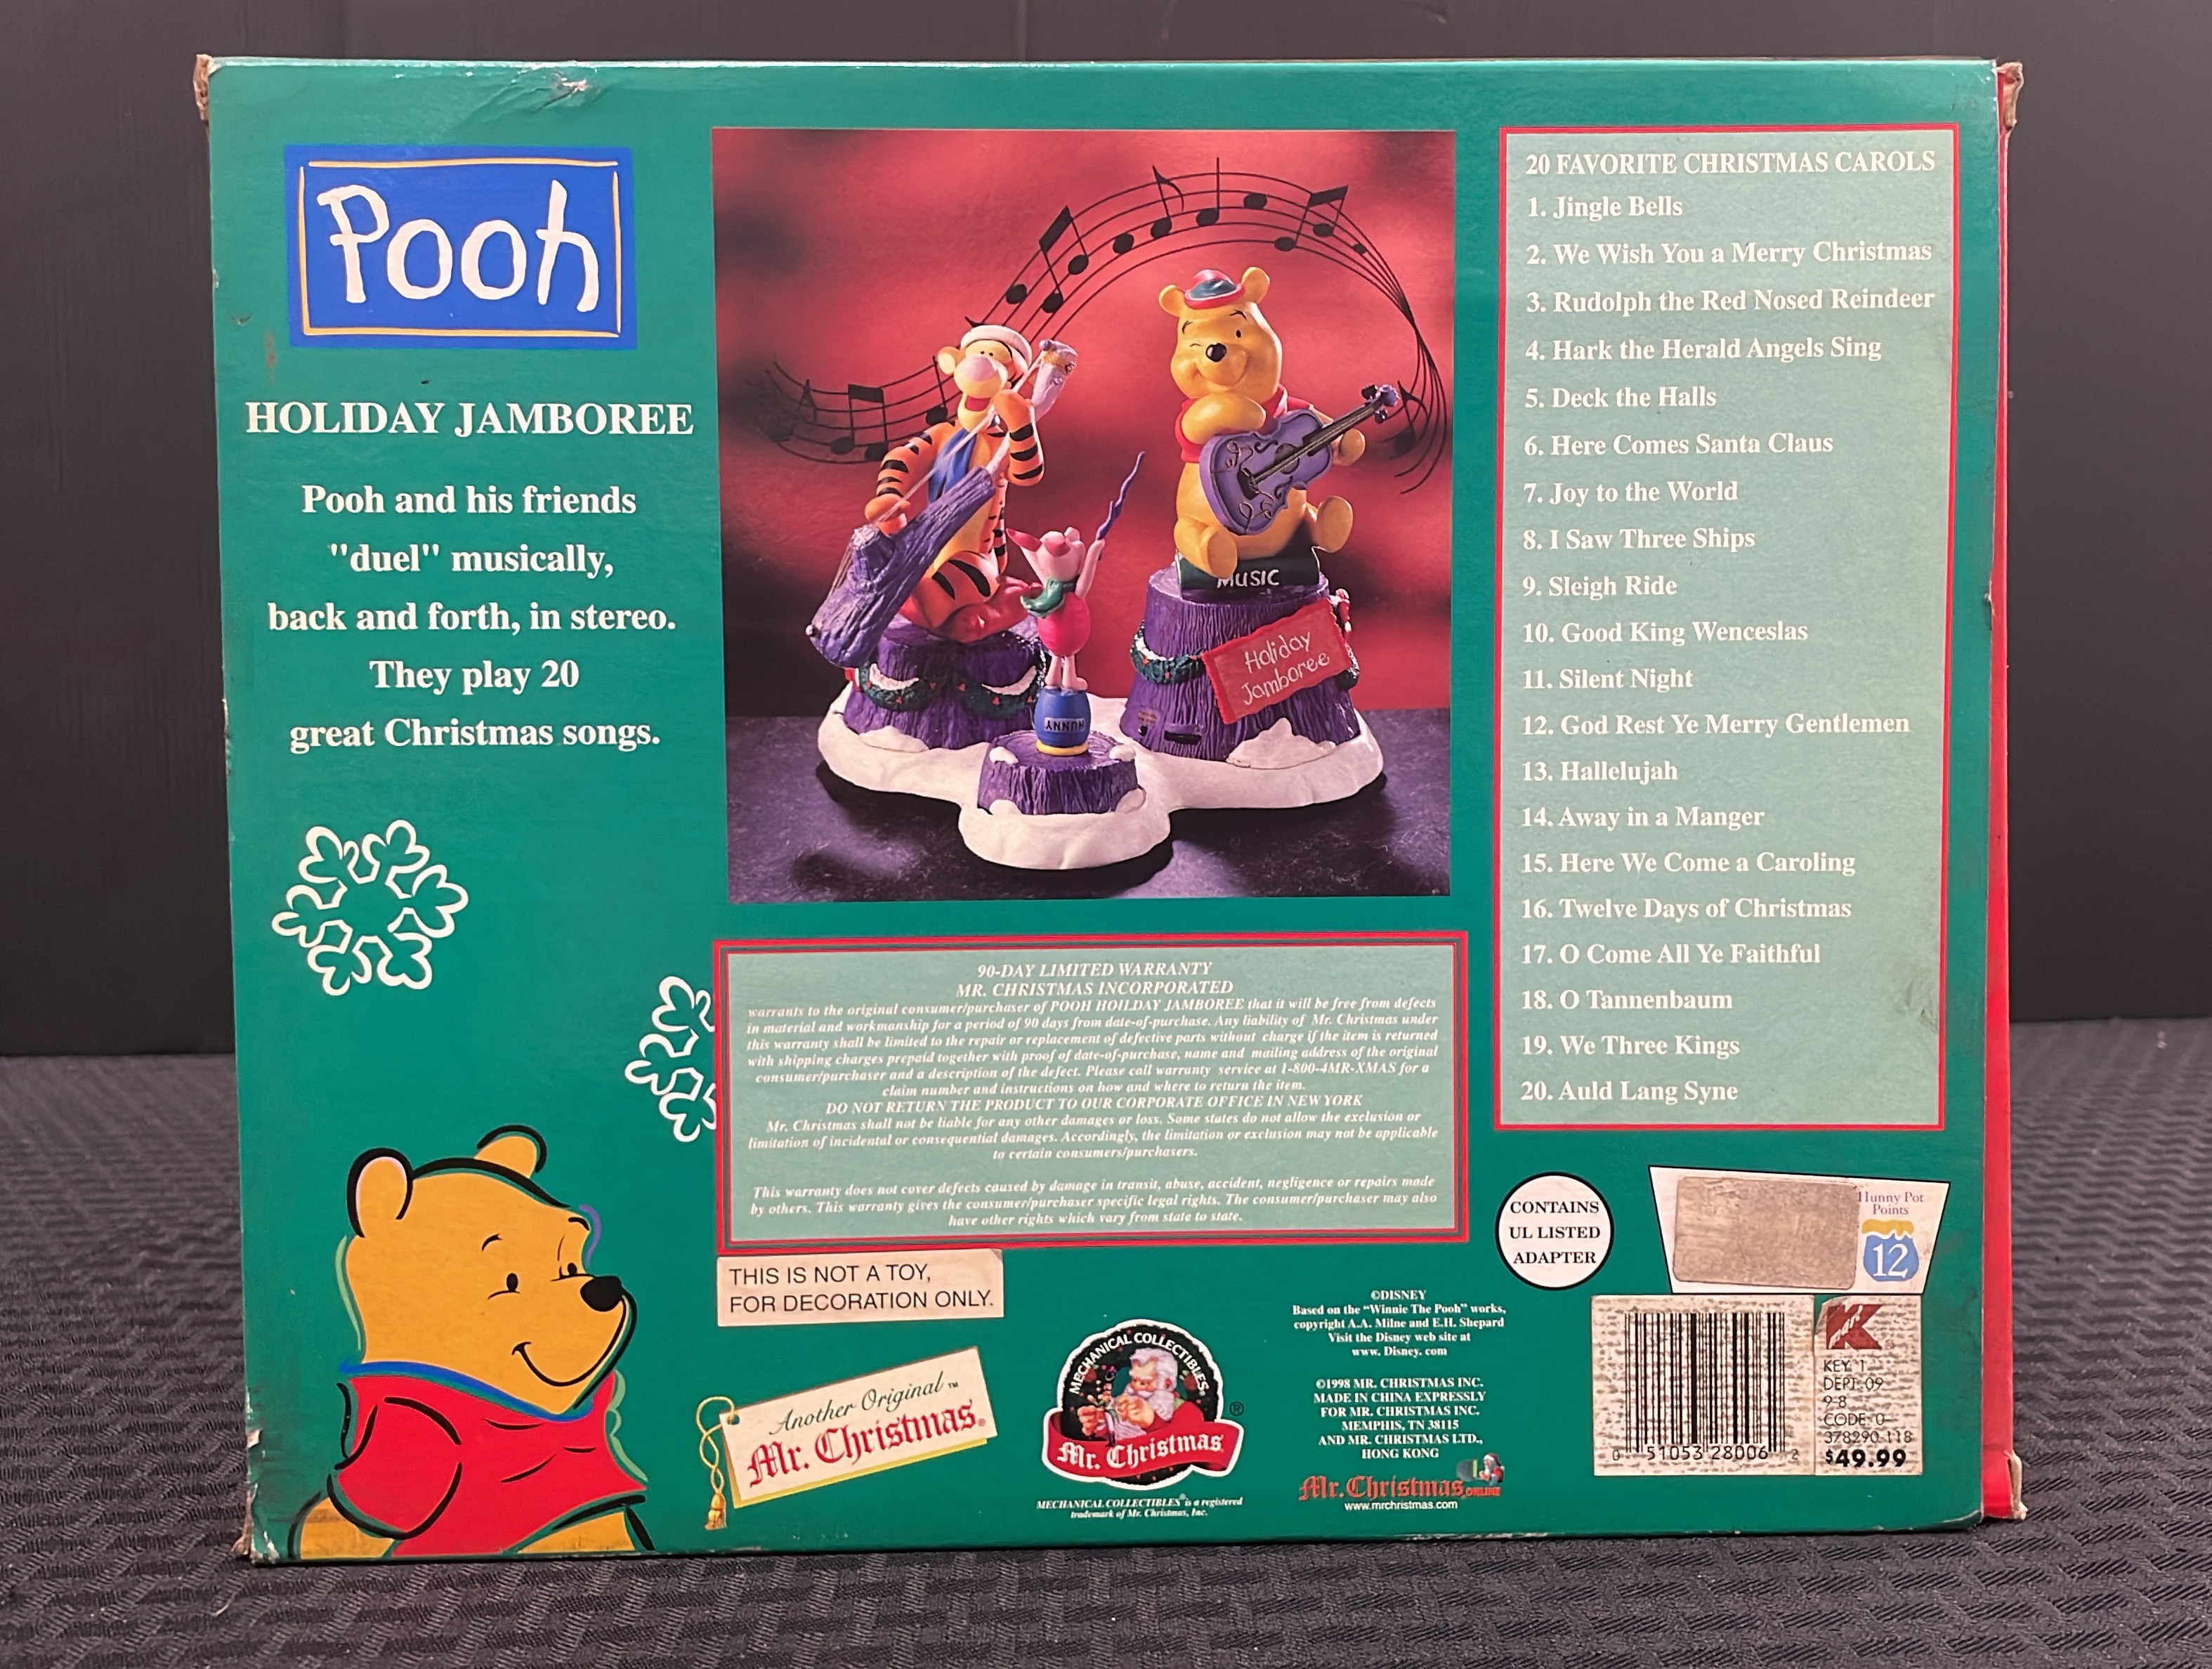 Pooh
HOLIDAY JAMBOREE
Pooh and his friends
"duel" musically,
back and forth, in stereo.
They play 20
great Christmas songs.
MUSIC
Holiday
Jamboree
HUNNY
20 FAVORITE CHRISTMAS CAROLS
1. Jingle Bells
2. We Wish You a Merry Christmas
3. Rudolph the Red Nosed Reindeer
4. Hark the Herald Angels Sing
5. Deck the Halls
6. Here Comes Santa Claus
7. Joy to the World
8. I Saw Three Ships
9. Sleigh Ride
10. Good King Wenceslas
11. Silent Night
12. God Rest Ye Merry Gentlemen
13. Hallelujah
14. Away in a Manger
15. Here We Come a Caroling
16. Twelve Days of Christmas
17. O Come All Ye Faithful
18. O Tannenbaum
19. We Three Kings
20. Auld Lang Syne
90-DAY LIMITED WARRANTY
MR. CHRISTMAS INCORPORATED
warrants to the original consumer/purchaser of POOH HOILDAY JAMBOREE that it will be free from defects
in material and workmanship for a period of 90 days from date-of-purchase. Any liability of Mr. Christmas under
this warranty shall be limited to the repair or replacement of defective parts without charge if the item is returned
with shipping charges prepaid together with proof of date-of-purchase, name and mailing address of the original
consumer/purchaser and a description of the defect. Please call warranty service at 1-800-4MR-XMAS for a
claim number and instructions on how and where to return the item.
DO NOT RETURN THE PRODUCT TO OUR CORPORATE OFFICE IN NEW YORK
Mr. Christmas shall not be liable for any other damages or loss. Some states do not allow the exclusion or
limitation of incidental or consequential damages. Accordingly, the limitation or exclusion may not be applicable
to certain consumers/purchasers.
This warranty does not cover defects caused by damage in transit, abuse, accident, negligence or repairs made
by others. This warranty gives the consumer/purchaser specific legal rights. The consumer/purchaser may also
have other rights which vary from state to state.
THIS IS NOT A TOY,
FOR DECORATION ONLY.
Another Original™
Mr. Christmas®
MECHANICAL COLLECTIBLES
®
Mr. Christmas
MECHANICAL COLLECTIBLES® is a registered
trademark of Mr. Christmas, Inc.
©DISNEY
Based on the "Winnie The Pooh" works,
copyright A.A. Milne and E.H. Shepard
Visit the Disney web site at
www. Disney. com
©1998 MR. CHRISTMAS INC.
MADE IN CHINA EXPRESSLY
FOR MR. CHRISTMAS INC.
MEMPHIS, TN 38115
AND MR. CHRISTMAS LTD.,
HONG KONG
Mr. Christmas ONLINE
www.mrchristmas.com
CONTAINS
UL LISTED
ADAPTER
Hunny Pot
Points
12
0 51053 28006 2
Kmart
KEY 1
DEPT 09
9-8
CODE 0
378290-118
$49.99